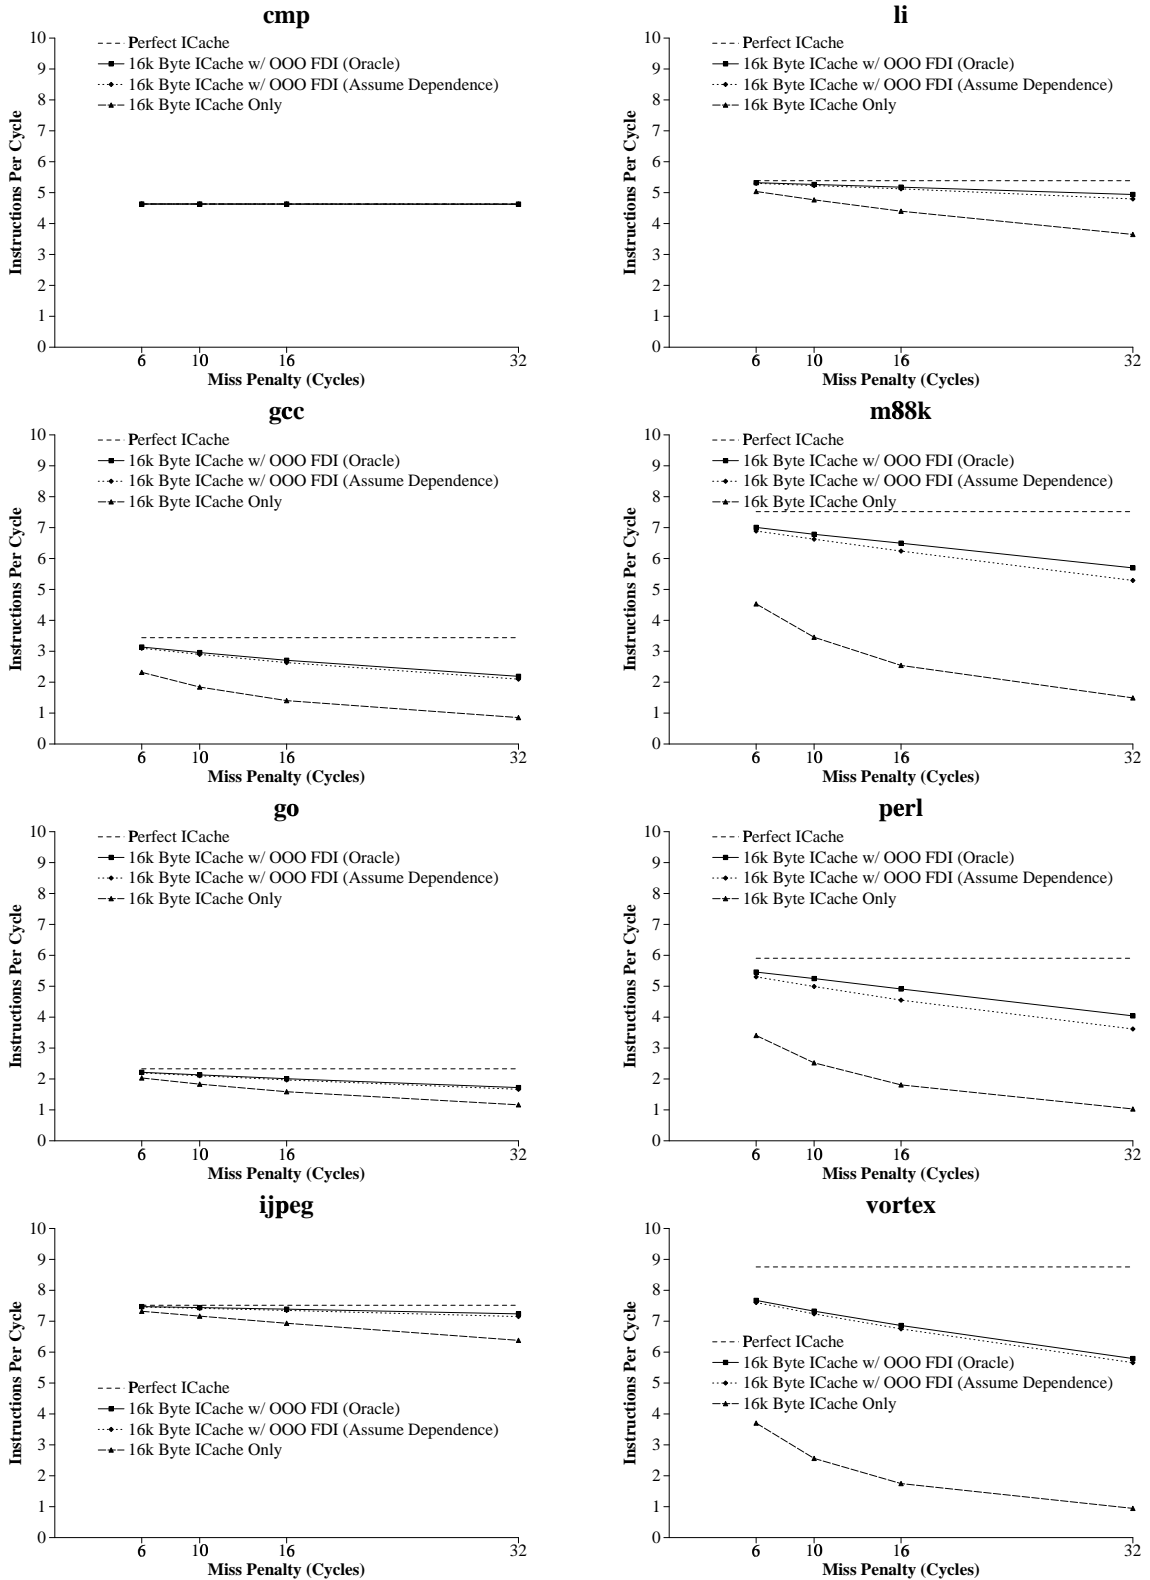 cmp
10
9
8
7
6
5
4
3
2
1
0
Instructions Per Cycle
Perfect ICache
16k Byte ICache w/ OOO FDI (Oracle)
16k Byte ICache w/ OOO FDI (Assume Dependence)
16k Byte ICache Only
6 10 16 32
Miss Penalty (Cycles)
li
10
9
8
7
6
5
4
3
2
1
0
Instructions Per Cycle
Perfect ICache
16k Byte ICache w/ OOO FDI (Oracle)
16k Byte ICache w/ OOO FDI (Assume Dependence)
16k Byte ICache Only
6 10 16 32
Miss Penalty (Cycles)
gcc
10
9
8
7
6
5
4
3
2
1
0
Instructions Per Cycle
Perfect ICache
16k Byte ICache w/ OOO FDI (Oracle)
16k Byte ICache w/ OOO FDI (Assume Dependence)
16k Byte ICache Only
6 10 16 32
Miss Penalty (Cycles)
m88k
10
9
8
7
6
5
4
3
2
1
0
Instructions Per Cycle
Perfect ICache
16k Byte ICache w/ OOO FDI (Oracle)
16k Byte ICache w/ OOO FDI (Assume Dependence)
16k Byte ICache Only
6 10 16 32
Miss Penalty (Cycles)
go
10
9
8
7
6
5
4
3
2
1
0
Instructions Per Cycle
Perfect ICache
16k Byte ICache w/ OOO FDI (Oracle)
16k Byte ICache w/ OOO FDI (Assume Dependence)
16k Byte ICache Only
6 10 16 32
Miss Penalty (Cycles)
perl
10
9
8
7
6
5
4
3
2
1
0
Instructions Per Cycle
Perfect ICache
16k Byte ICache w/ OOO FDI (Oracle)
16k Byte ICache w/ OOO FDI (Assume Dependence)
16k Byte ICache Only
6 10 16 32
Miss Penalty (Cycles)
ijpeg
10
9
8
7
6
5
4
3
2
1
0
Instructions Per Cycle
Perfect ICache
16k Byte ICache w/ OOO FDI (Oracle)
16k Byte ICache w/ OOO FDI (Assume Dependence)
16k Byte ICache Only
6 10 16 32
Miss Penalty (Cycles)
vortex
10
9
8
7
6
5
4
3
2
1
0
Instructions Per Cycle
Perfect ICache
16k Byte ICache w/ OOO FDI (Oracle)
16k Byte ICache w/ OOO FDI (Assume Dependence)
16k Byte ICache Only
6 10 16 32
Miss Penalty (Cycles)